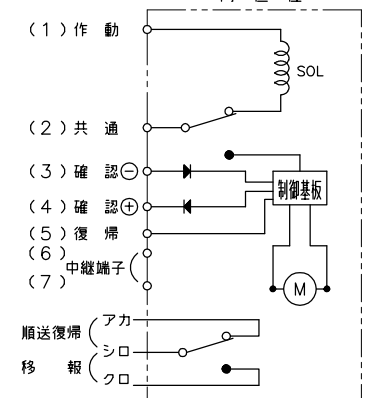 (1)作動
SOL
(2)共通
(3)確認⊖
(4)確認⊕
制御基板
(5)復帰
(6)
中継端子
(7)
M
アカ
順送復帰
シロ
移報
クロ